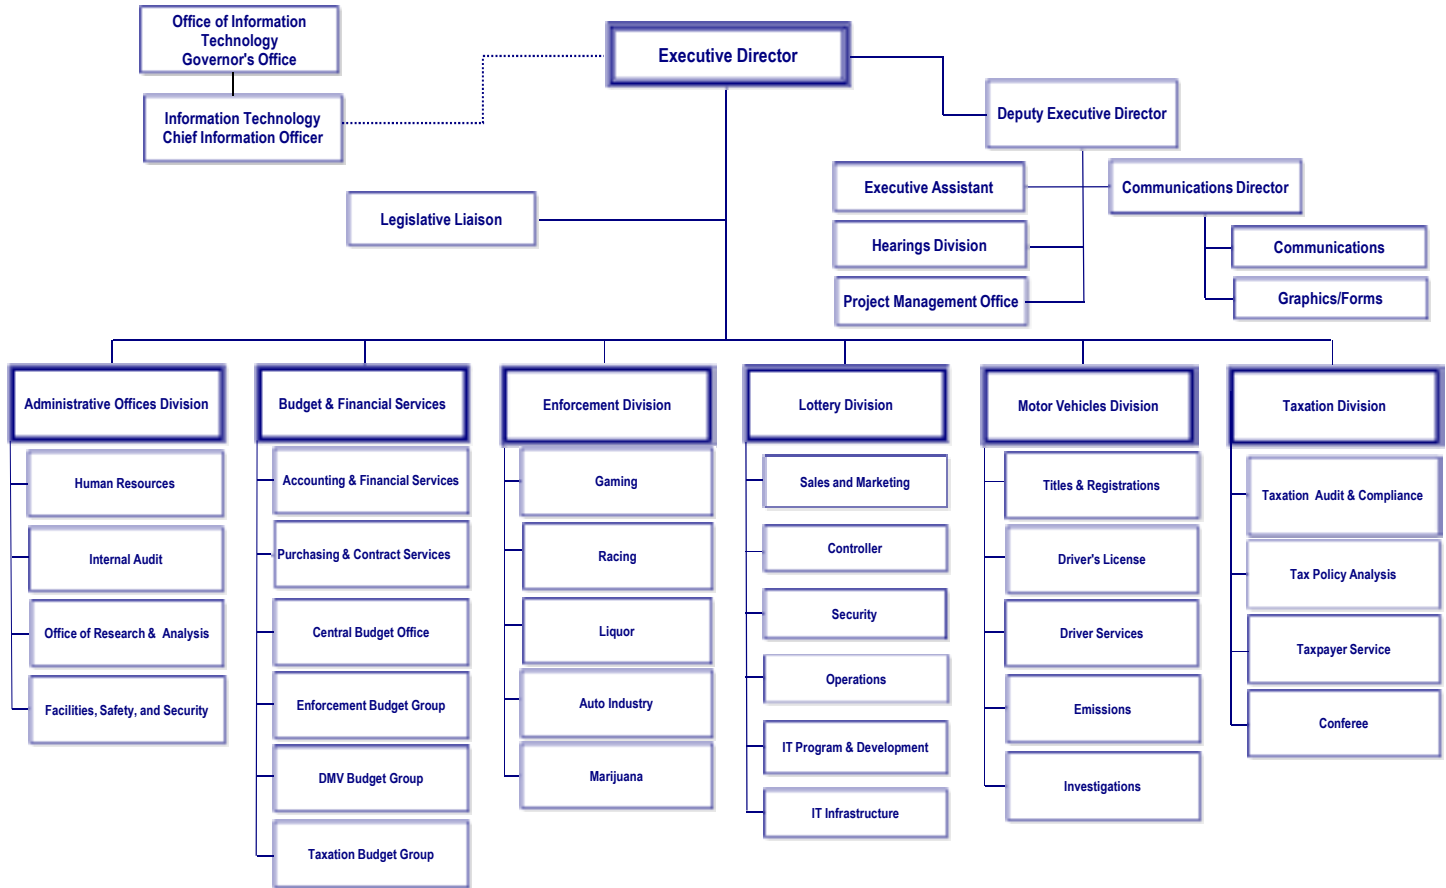 Office of Information
Technology
Governor's Office
Executive Director
Information Technology
Chief Information Officer
Deputy Executive Director
Executive Assistant
Communications Director
Legislative Liaison
Hearings Division
Communications
Project Management Office
Graphics/Forms
Administrative Offices Division
Human Resources
Internal Audit
Office of Research & Analysis
Facilities, Safety, and Security
Budget & Financial Services
Accounting & Financial Services
Purchasing & Contract Services
Central Budget Office
Enforcement Budget Group
DMV Budget Group
Taxation Budget Group
Enforcement Division
Gaming
Racing
Liquor
Auto Industry
Marijuana
Lottery Division
Sales and Marketing
Controller
Security
Operations
IT Program & Development
IT Infrastructure
Motor Vehicles Division
Titles & Registrations
Driver's License
Driver Services
Emissions
Investigations
Taxation Division
Taxation Audit & Compliance
Tax Policy Analysis
Taxpayer Service
Conferee